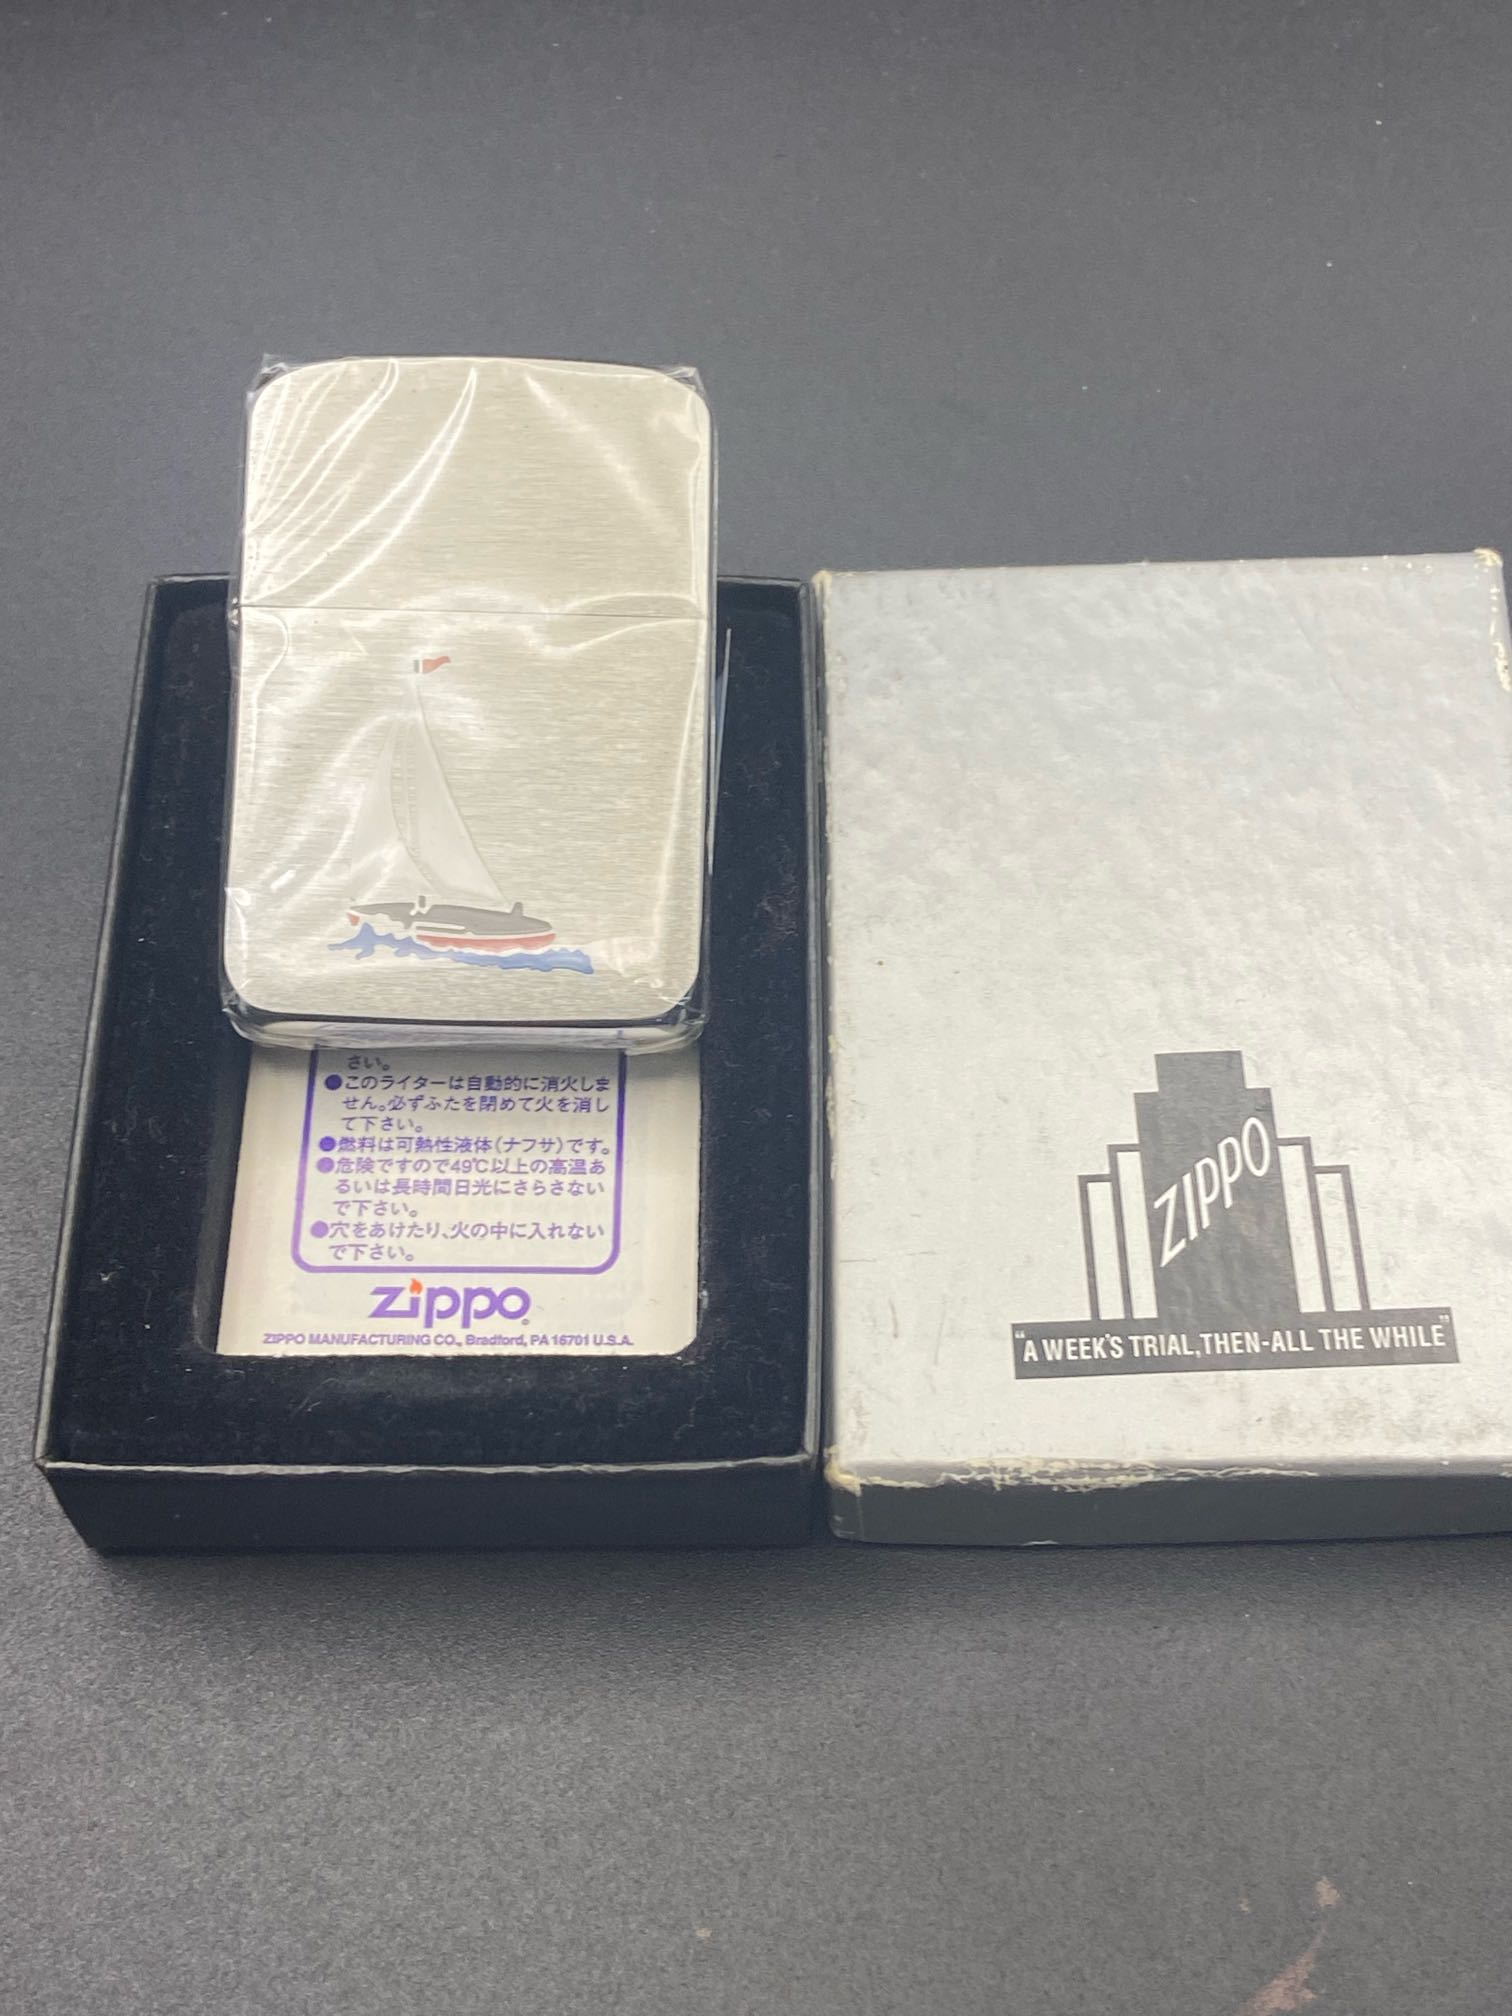 さい。
●このライターは自動的に消火しま
せん。必ずふたを閉めて火を消し
て下さい。
●燃料は可熱性液体(ナフサ)です。
●危険ですので49℃以上の高温あ
るいは長時間日光にさらさない
で下さい。
●穴をあけたり、火の中に入れない
で下さい。
zippo®
ZIPPO MANUFACTURING CO., Bradford, PA 16701 U.S.A.
ZIPPO
"A WEEK'S TRIAL,THEN-ALL THE WHILE"